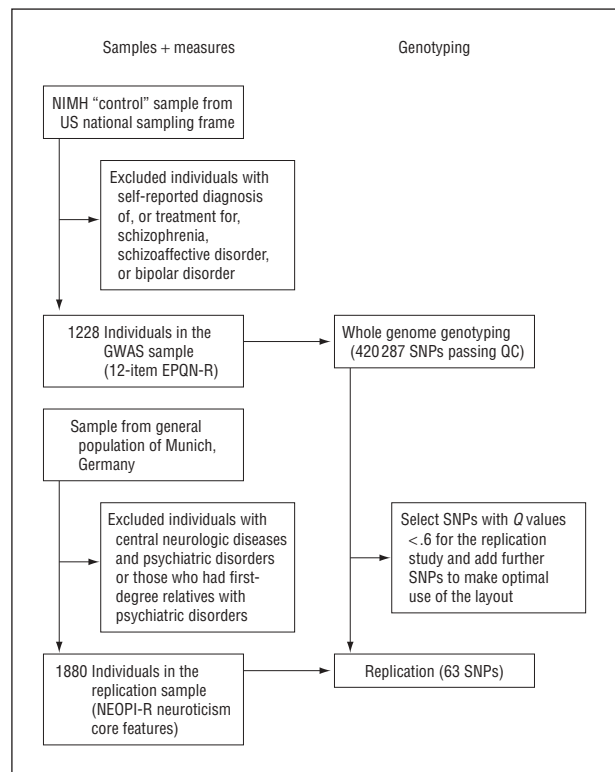 Samples + measures
Genotyping
NIMH “control” sample from
US national sampling frame
Excluded individuals with
self-reported diagnosis
of, or treatment for,
schizophrenia,
schizoaffective disorder,
or bipolar disorder
1228 Individuals in the
GWAS sample
(12-item EPQN-R)
Whole genome genotyping
(420 287 SNPs passing QC)
Sample from general
population of Munich,
Germany
Excluded individuals with
central neurologic diseases
and psychiatric disorders
or those who had first-
degree relatives with
psychiatric disorders
Select SNPs with Q values
<.6 for the replication
study and add further
SNPs to make optimal
use of the layout
1880 Individuals in the
replication sample
(NEOPI-R neuroticism
core features)
Replication (63 SNPs)